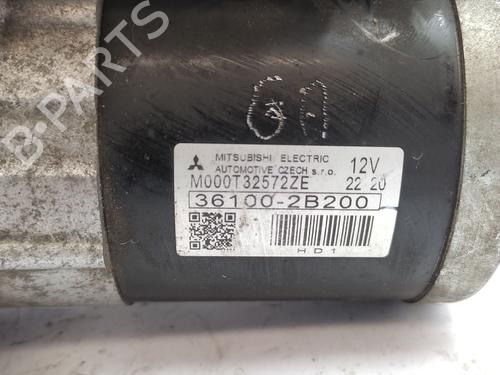 B-PARTS
MITSUBISHI ELECTRIC
AUTOMOTIVE CZECH s.r.o. 12V
M000T32572ZE 22 20
36100-2B200
HD1